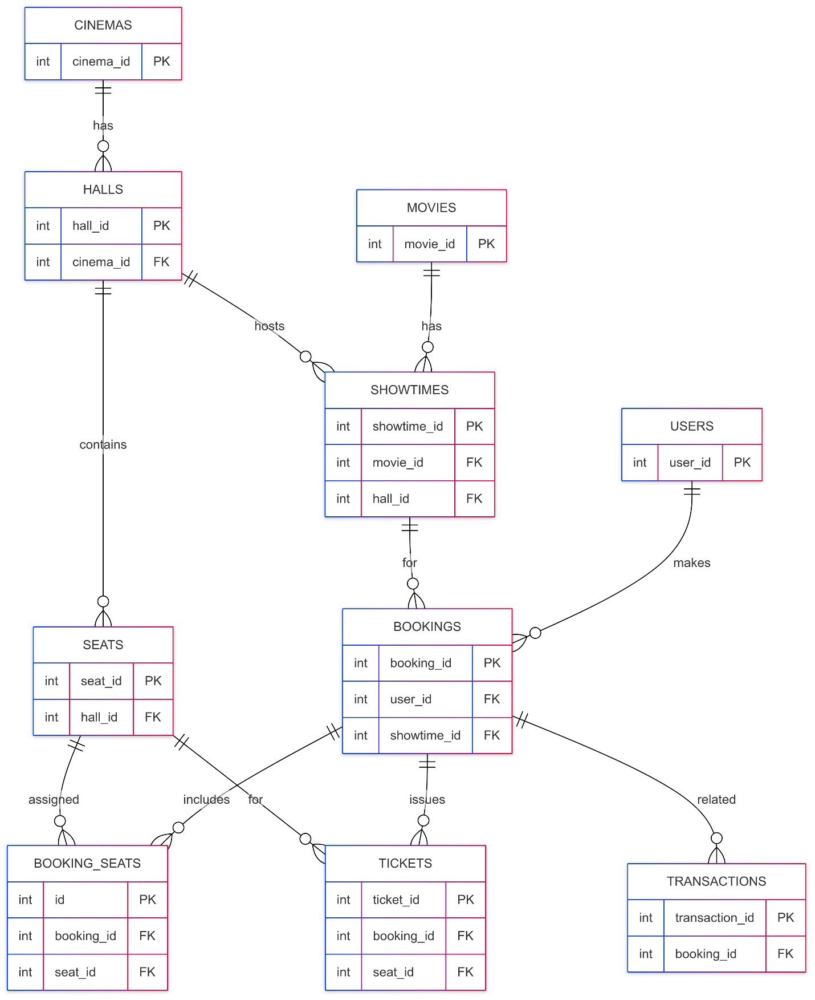 CINEMAS
int cinema_id PK
has
HALLS
int hall_id PK
int cinema_id FK
MOVIES
int movie_id PK
hosts
has
SHOWTIMES
int showtime_id PK
int movie_id FK
int hall_id FK
USERS
int user_id PK
contains
for
makes
SEATS
int seat_id PK
int hall_id FK
BOOKINGS
int booking_id PK
int user_id FK
int showtime_id FK
assigned
includes
for
issues
related
BOOKING_SEATS
int id PK
int booking_id FK
int seat_id FK
TICKETS
int ticket_id PK
int booking_id FK
int seat_id FK
TRANSACTIONS
int transaction_id PK
int booking_id FK